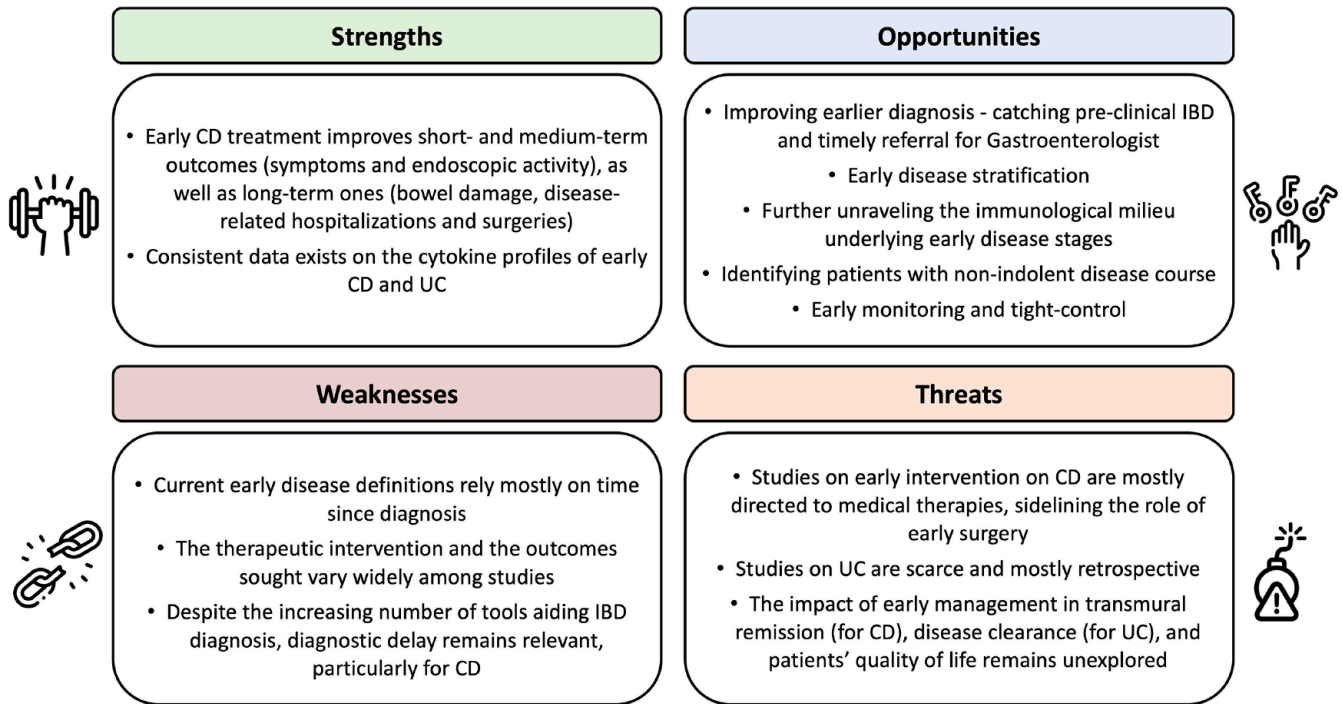 Strengths
• Early CD treatment improves short- and medium-term
outcomes (symptoms and endoscopic activity), as
well as long-term ones (bowel damage, disease-
related hospitalizations and surgeries)
• Consistent data exists on the cytokine profiles of early
CD and UC
Opportunities
• Improving earlier diagnosis - catching pre-clinical IBD
and timely referral for Gastroenterologist
• Early disease stratification
• Further unraveling the immunological milieu
underlying early disease stages
• Identifying patients with non-indolent disease course
• Early monitoring and tight-control
Weaknesses
• Current early disease definitions rely mostly on time
since diagnosis
• The therapeutic intervention and the outcomes
sought vary widely among studies
• Despite the increasing number of tools aiding IBD
diagnosis, diagnostic delay remains relevant,
particularly for CD
Threats
• Studies on early intervention on CD are mostly
directed to medical therapies, sidelining the role of
early surgery
• Studies on UC are scarce and mostly retrospective
• The impact of early management in transmural
remission (for CD), disease clearance (for UC), and
patients’ quality of life remains unexplored